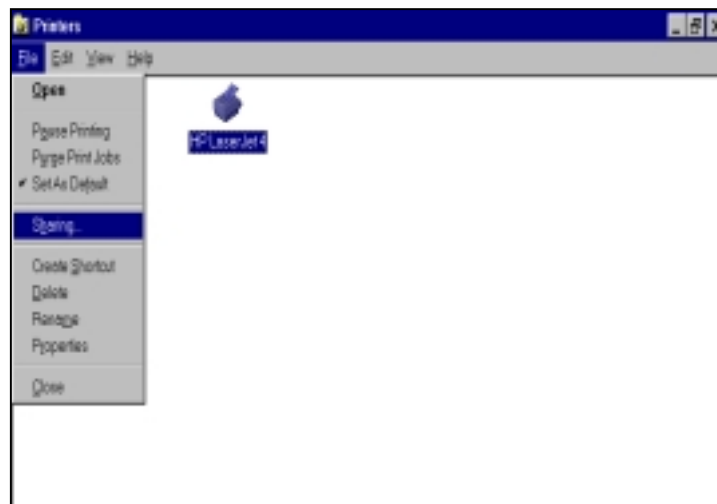 Printers
File Edit View Help
Open
Pause Printing
Purge Print Jobs
Set As Default
Sharing...
Create Shortcut
Delete
Rename
Properties
Close
HP LaserJet 4